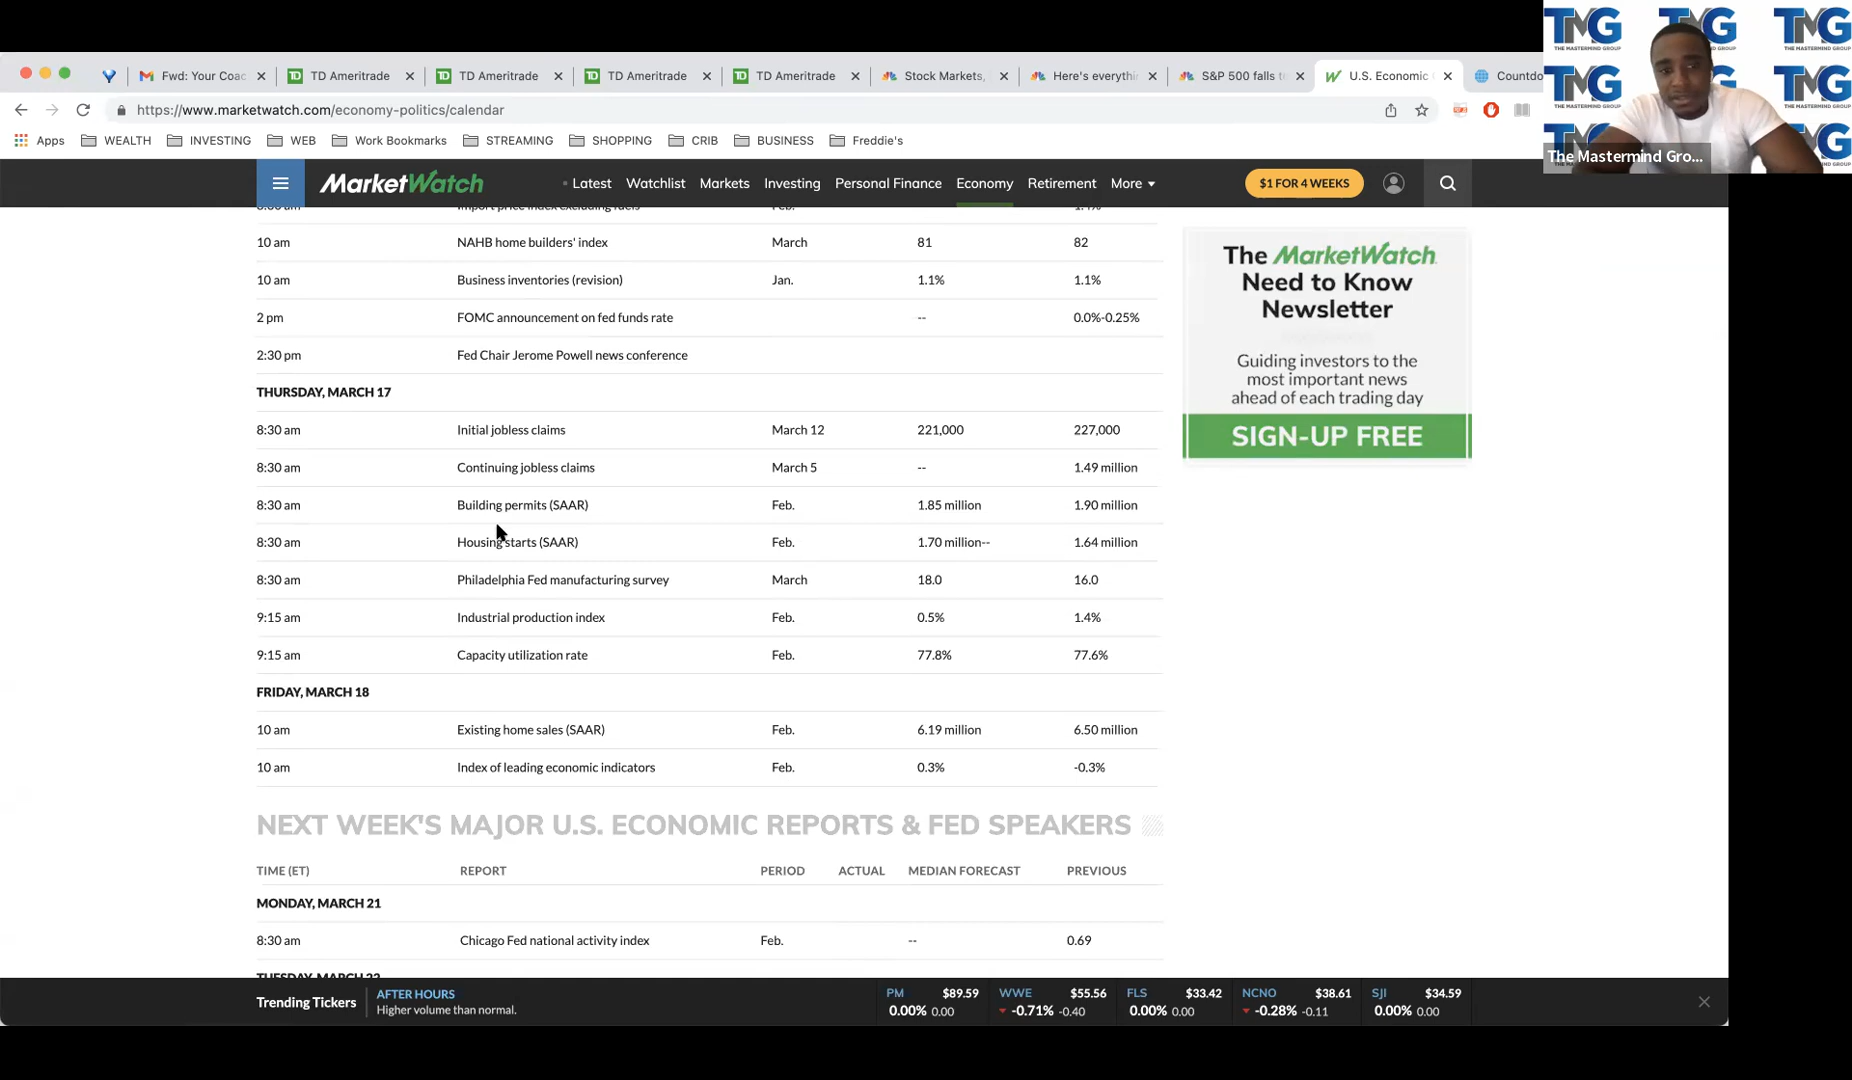 Fwd: Your Coac
TD Ameritrade
TD Ameritrade
TD Ameritrade
TD Ameritrade
Stock Markets,
Here's everythi
S&P 500 falls t
U.S. Economic
Countdo
https://www.marketwatch.com/economy-politics/calendar
Apps
WEALTH
INVESTING
WEB
Work Bookmarks
STREAMING
SHOPPING
CRIB
BUSINESS
Freddie's
TMG TMG TMG
THE MASTERMIND GROUP
The Mastermind Gro...
MarketWatch
Latest
Watchlist
Markets
Investing
Personal Finance
Economy
Retirement
More
$1 FOR 4 WEEKS
Import price index excluding fuels
10 am NAHB home builders' index March 81 82
10 am Business inventories (revision) Jan. 1.1% 1.1%
2 pm FOMC announcement on fed funds rate -- 0.0%-0.25%
2:30 pm Fed Chair Jerome Powell news conference
THURSDAY, MARCH 17
8:30 am Initial jobless claims March 12 221,000 227,000
8:30 am Continuing jobless claims March 5 -- 1.49 million
8:30 am Building permits (SAAR) Feb. 1.85 million 1.90 million
8:30 am Housing starts (SAAR) Feb. 1.70 million-- 1.64 million
8:30 am Philadelphia Fed manufacturing survey March 18.0 16.0
9:15 am Industrial production index Feb. 0.5% 1.4%
9:15 am Capacity utilization rate Feb. 77.8% 77.6%
FRIDAY, MARCH 18
10 am Existing home sales (SAAR) Feb. 6.19 million 6.50 million
10 am Index of leading economic indicators Feb. 0.3% -0.3%
NEXT WEEK'S MAJOR U.S. ECONOMIC REPORTS & FED SPEAKERS
TIME (ET) REPORT PERIOD ACTUAL MEDIAN FORECAST PREVIOUS
MONDAY, MARCH 21
8:30 am Chicago Fed national activity index Feb. -- 0.69
TUESDAY, MARCH 22
The MarketWatch
Need to Know
Newsletter
Guiding investors to the
most important news
ahead of each trading day
SIGN-UP FREE
Trending Tickers
AFTER HOURS
Higher volume than normal.
PM $89.59
0.00% 0.00
WWE $55.56
-0.71% -0.40
FLS $33.42
0.00% 0.00
NCNO $38.61
-0.28% -0.11
SJI $34.59
0.00% 0.00